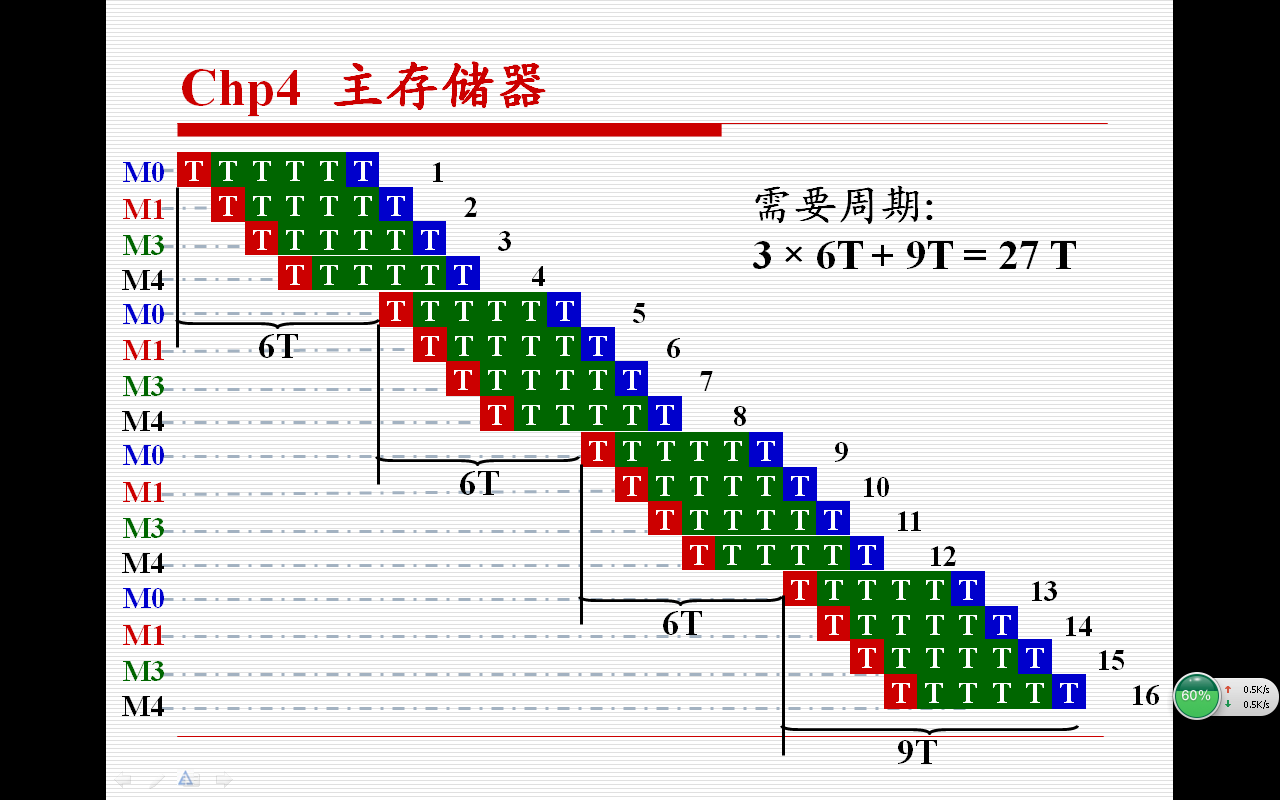 Chp4 主存储器
M0 T T T T T T 1
M1 T T T T T T 2
M3 T T T T T T 3
M4 T T T T T T 4
需要周期:
3 × 6T + 9T = 27 T
M0 T T T T T T 5
6T
M1 T T T T T T 6
M3 T T T T T T 7
M4 T T T T T T 8
M0 T T T T T T 9
6T
M1 T T T T T T 10
M3 T T T T T T 11
M4 T T T T T T 12
M0 T T T T T T 13
6T
M1 T T T T T T 14
M3 T T T T T T 15
M4 T T T T T T 16
9T
60%
0.5K/s
0.5K/s